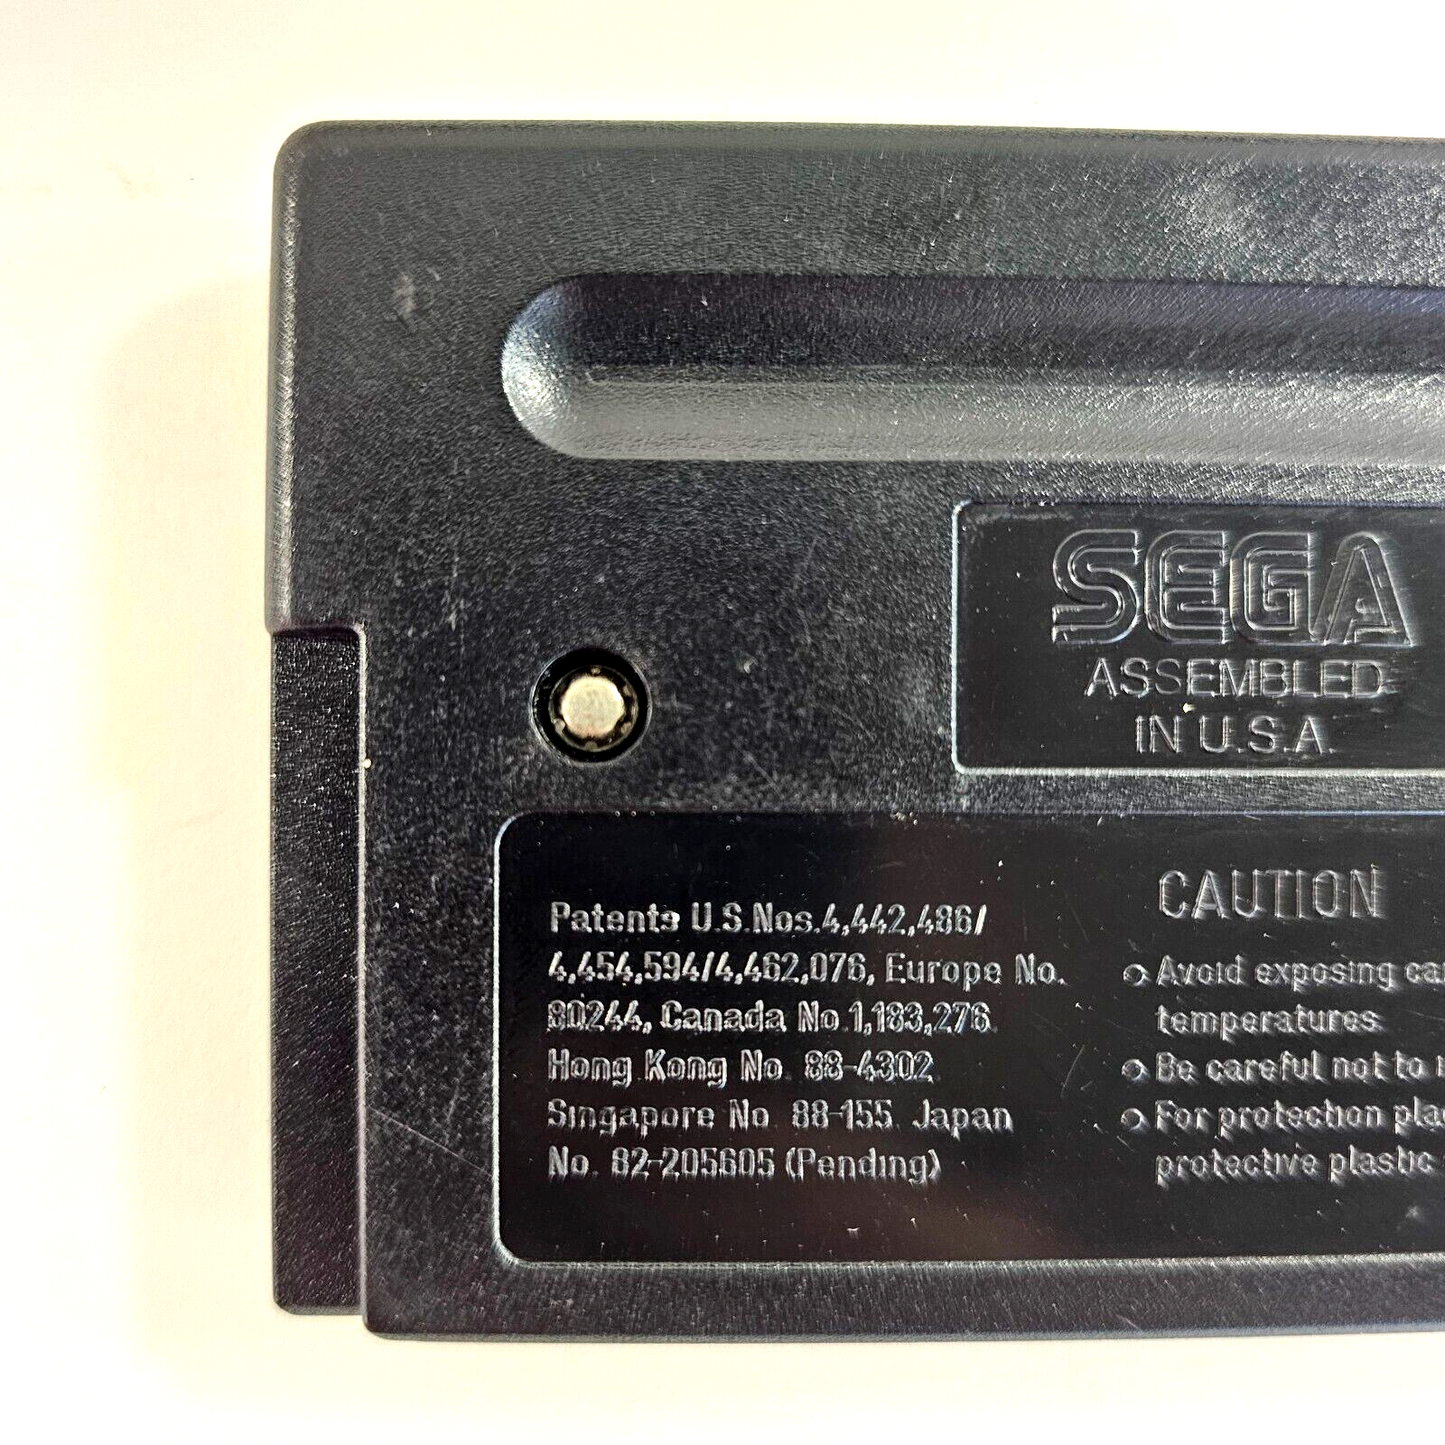 SEGA
ASSEMBLED
IN U.S.A.
Patents U.S. Nos. 4,442,486/
4,454,594/4,462,076, Europe No.
80244, Canada No. 1,183,276.
Hong Kong No. 88-4302.
Singapore No. 88-155. Japan
No. 82-205605 (Pending)
CAUTION
Avoid exposing
temperatures
Be careful not to
For protection
protective plastic